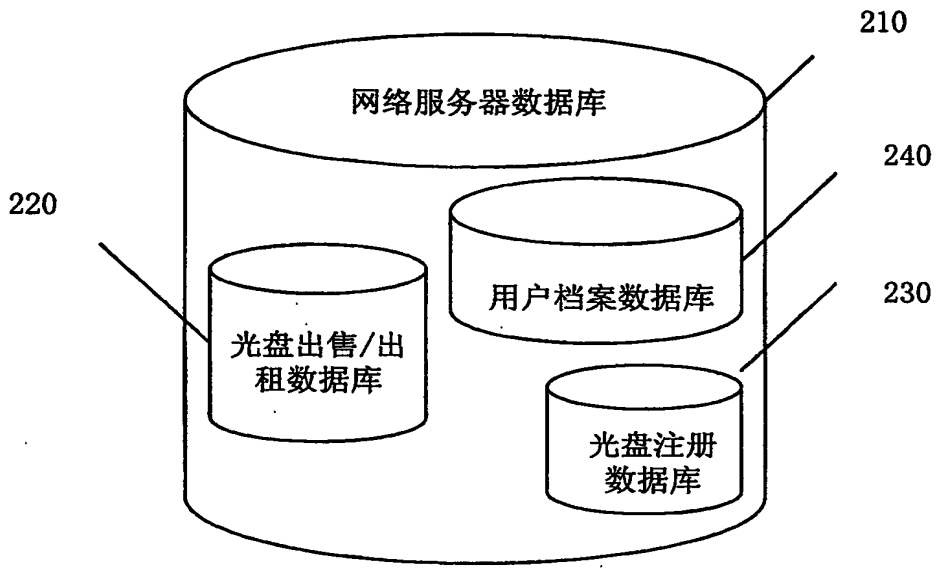 210
网络服务器数据库
240
220
用户档案数据库
230
光盘出售/出
租数据库
光盘注册
数据库